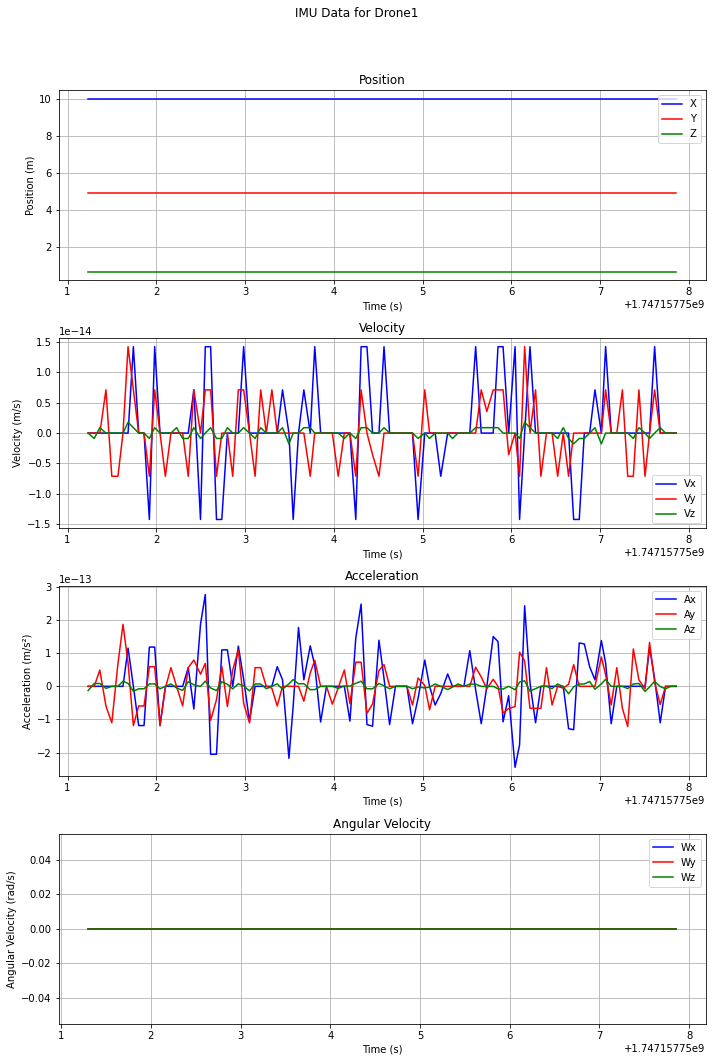 IMU Data for Drone1
Position
Position (m)
10
8
6
4
2
X
Y
Z
1 2 3 4 5 6 7 8
Time (s)
+1.74715775e9
Velocity
1e−14
Velocity (m/s)
1.5
1.0
0.5
0.0
−0.5
−1.0
−1.5
Vx
Vy
Vz
1 2 3 4 5 6 7 8
Time (s)
+1.74715775e9
Acceleration
1e−13
Acceleration (m/s²)
3
2
1
0
−1
−2
Ax
Ay
Az
1 2 3 4 5 6 7 8
Time (s)
+1.74715775e9
Angular Velocity
Angular Velocity (rad/s)
0.04
0.02
0.00
−0.02
−0.04
Wx
Wy
Wz
1 2 3 4 5 6 7 8
Time (s)
+1.74715775e9